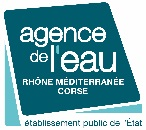 agence
de l'eau
RHÔNE MÉDITERRANÉE
CORSE
établissement public de l'État